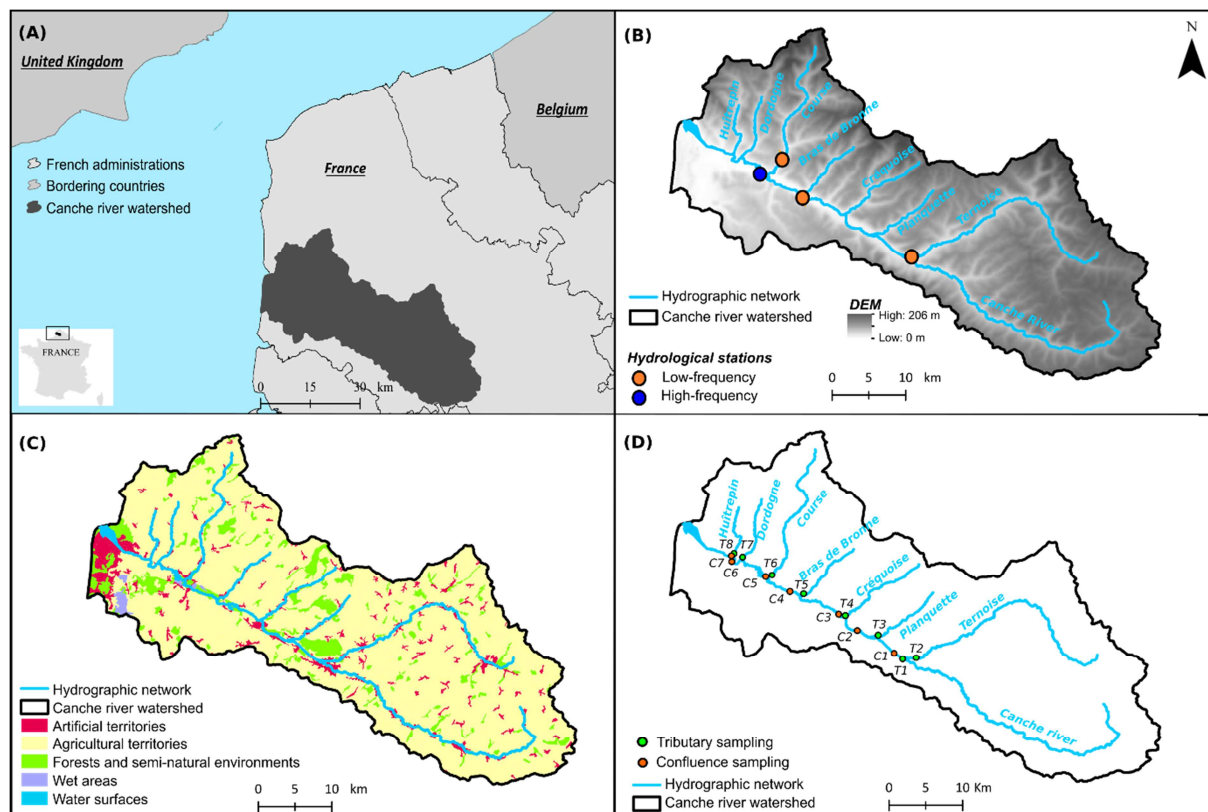 (A)
United Kingdom
Belgium
French administrations
Bordering countries
Canche river watershed
France
FRANCE
0 15 30 km
(B)
N
Huîtrepin
Dordogne
Course
Bras de Bronne
Créquoise
Planquette
Ternoise
Canche River
Hydrographic network
Canche river watershed
DEM
High: 206 m
Low: 0 m
Hydrological stations
Low-frequency
High-frequency
0 5 10 km
(C)
Hydrographic network
Canche river watershed
Artificial territories
Agricultural territories
Forests and semi-natural environments
Wet areas
Water surfaces
0 5 10 km
(D)
Huîtrepin
Dordogne
Course
T8
T7
C7
C6
T6
C5
Bras de Bronne
T5
C4
Créquoise
T4
C3
C2
Planquette
T3
Ternoise
C1
T2
T1
Canche river
Tributary sampling
Confluence sampling
Hydrographic network
Canche river watershed
0 5 10 Km